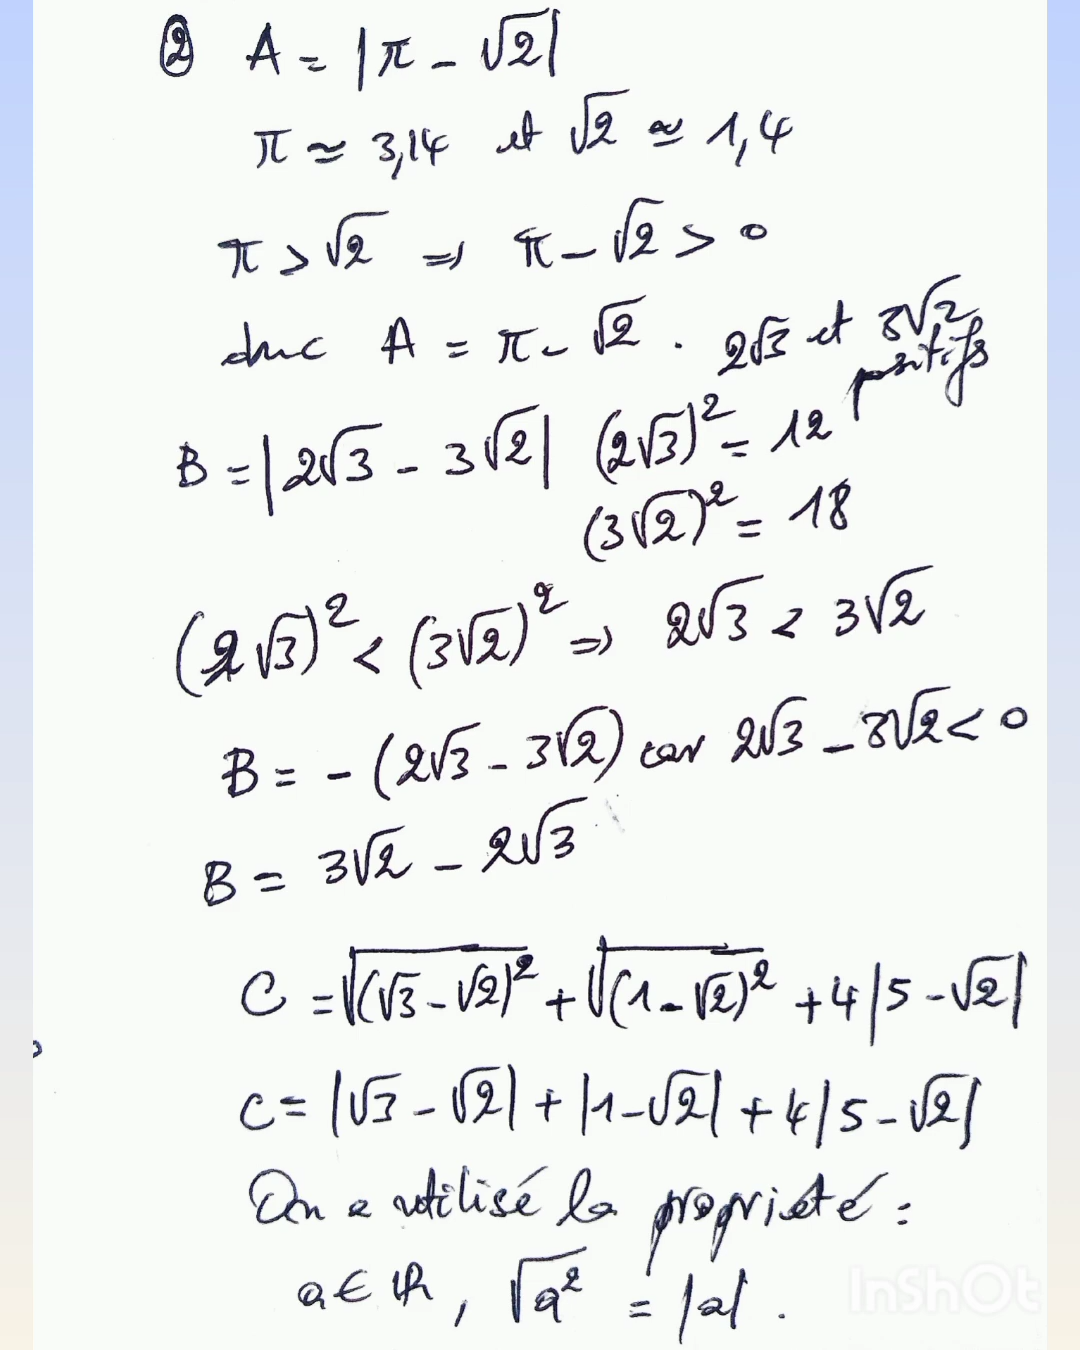 ② A = |π - √2|
π ≃ 3,14 et √2 ≃ 1,4
π > √2 ⇒ π - √2 > 0
donc A = π - √2 . 2√3 et 3√2 positifs
B = |2√3 - 3√2| (2√3)² = 12
(3√2)² = 18
(2√3)² < (3√2)² ⇒ 2√3 < 3√2
B = - (2√3 - 3√2) car 2√3 - 3√2 < 0
B = 3√2 - 2√3
C = √(√3 - √2)² + √(1 - √2)² + 4|5 - √2|
C = |√3 - √2| + |1 - √2| + 4|5 - √2|
On a utilisé la propriété :
a ∈ ℝ, √a² = |a| .
InShOt